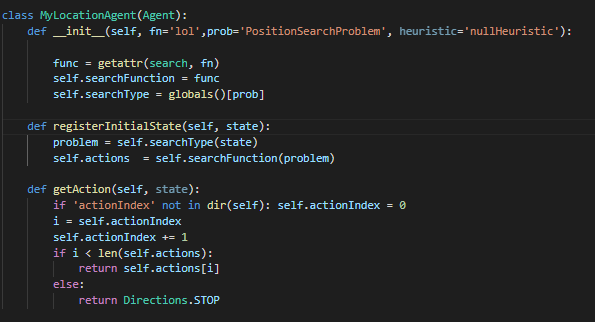 class MyLocationAgent(Agent):
    def __init__(self, fn='lol',prob='PositionSearchProblem', heuristic='nullHeuristic'):
        func = getattr(search, fn)
        self.searchFunction = func
        self.searchType = globals()[prob]
    def registerInitialState(self, state):
        problem = self.searchType(state)
        self.actions  = self.searchFunction(problem)
    def getAction(self, state):
        if 'actionIndex' not in dir(self): self.actionIndex = 0
        i = self.actionIndex
        self.actionIndex += 1
        if i < len(self.actions):
            return self.actions[i]
        else:
            return Directions.STOP